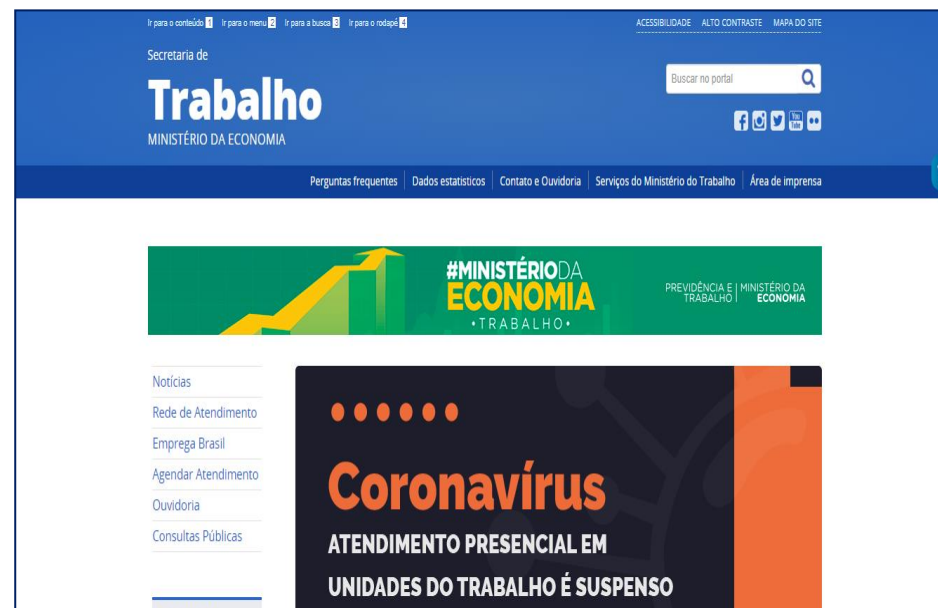 Ir para o conteúdo 1 Ir para o menu 2 Ir para a busca 3 Ir para o rodapé 4
ACESSIBILIDADE ALTO CONTRASTE MAPA DO SITE
Secretaria de
Trabalho
MINISTÉRIO DA ECONOMIA
Buscar no portal
You Tube
Perguntas frequentes Dados estatisticos Contato e Ouvidoria Serviços do Ministério do Trabalho Área de imprensa
#MINISTÉRIODA
ECONOMIA
•TRABALHO•
PREVIDÊNCIA E | MINISTÉRIO DA
TRABALHO | ECONOMIA
Notícias
Rede de Atendimento
Emprega Brasil
Agendar Atendimento
Ouvidoria
Consultas Públicas
Coronavírus
ATENDIMENTO PRESENCIAL EM
UNIDADES DO TRABALHO É SUSPENSO